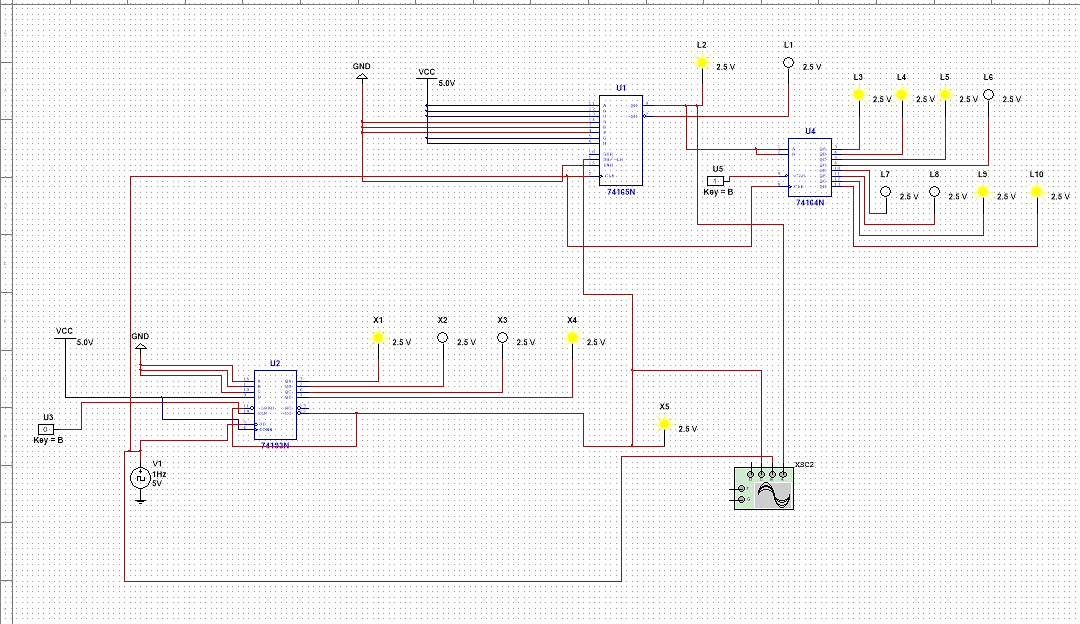 L2
2.5 V
L1
2.5 V
GND
VCC
5.0V
U1
74165N
L3
2.5 V
L4
2.5 V
L5
2.5 V
L6
2.5 V
U4
74164N
U5
Key = B
L7
2.5 V
L8
2.5 V
L9
2.5 V
L10
2.5 V
VCC
5.0V
GND
X1
2.5 V
X2
2.5 V
X3
2.5 V
X4
2.5 V
U2
74193N
U3
0
Key = B
X5
2.5 V
V1
1Hz
5V
XSC2